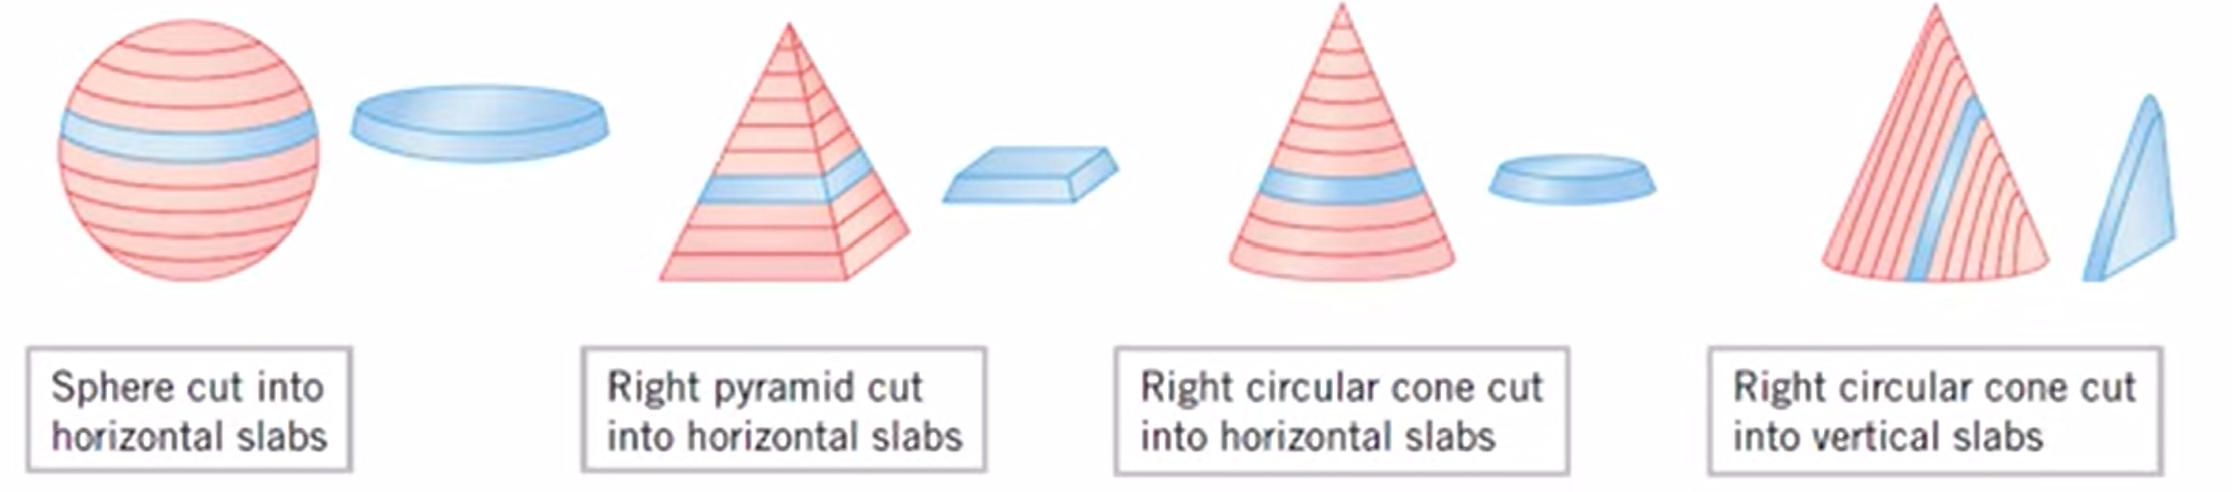 Sphere cut into
horizontal slabs
Right pyramid cut
into horizontal slabs
Right circular cone cut
into horizontal slabs
Right circular cone cut
into vertical slabs